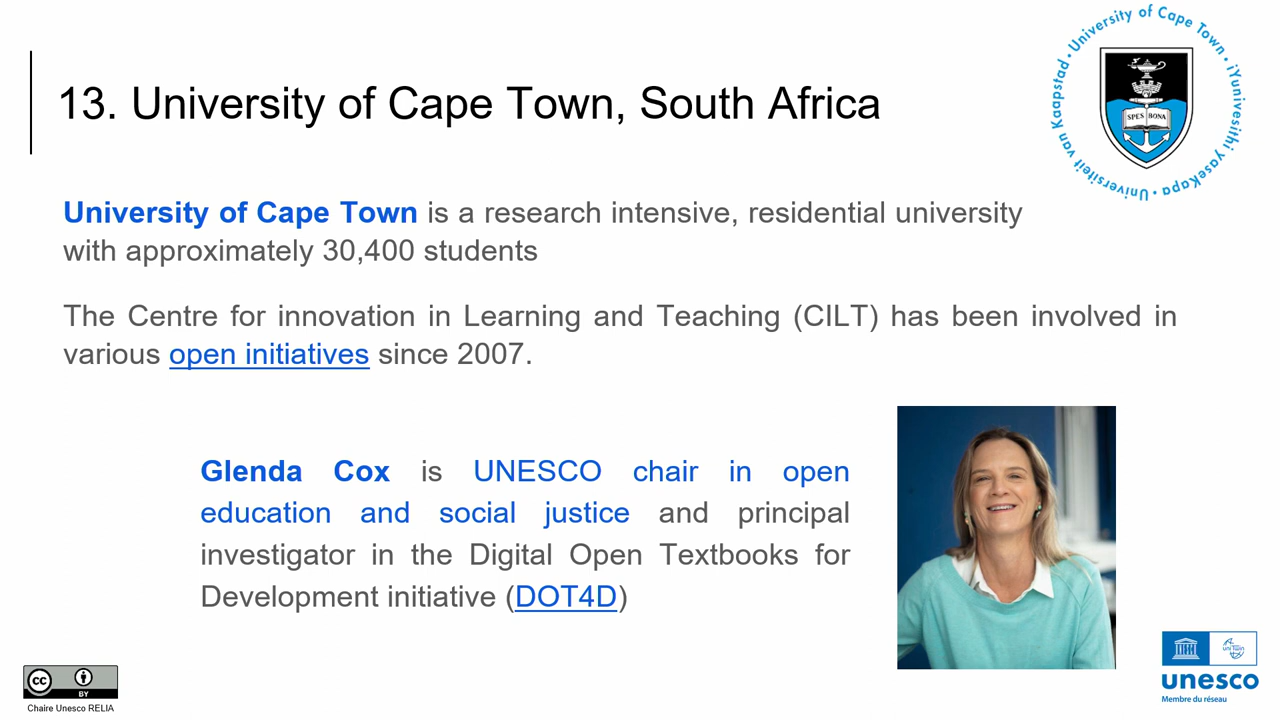 University of Cape Town · iYunivesithi yaseKapa · Universiteit van Kaapstad ·
SPES BONA
13. University of Cape Town, South Africa
University of Cape Town is a research intensive, residential university
with approximately 30,400 students
The Centre for innovation in Learning and Teaching (CILT) has been involved in
various open initiatives since 2007.
Glenda Cox is UNESCO chair in open
education and social justice and principal
investigator in the Digital Open Textbooks for
Development initiative (DOT4D)
cc
BY
Chaire Unesco RELIA
uni Twin
unesco
Membre du réseau